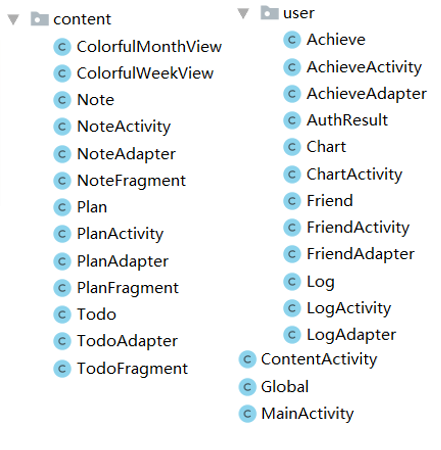 content
ColorfulMonthView
ColorfulWeekView
Note
NoteActivity
NoteAdapter
NoteFragment
Plan
PlanActivity
PlanAdapter
PlanFragment
Todo
TodoAdapter
TodoFragment
user
Achieve
AchieveActivity
AchieveAdapter
AuthResult
Chart
ChartActivity
Friend
FriendActivity
FriendAdapter
Log
LogActivity
LogAdapter
ContentActivity
Global
MainActivity